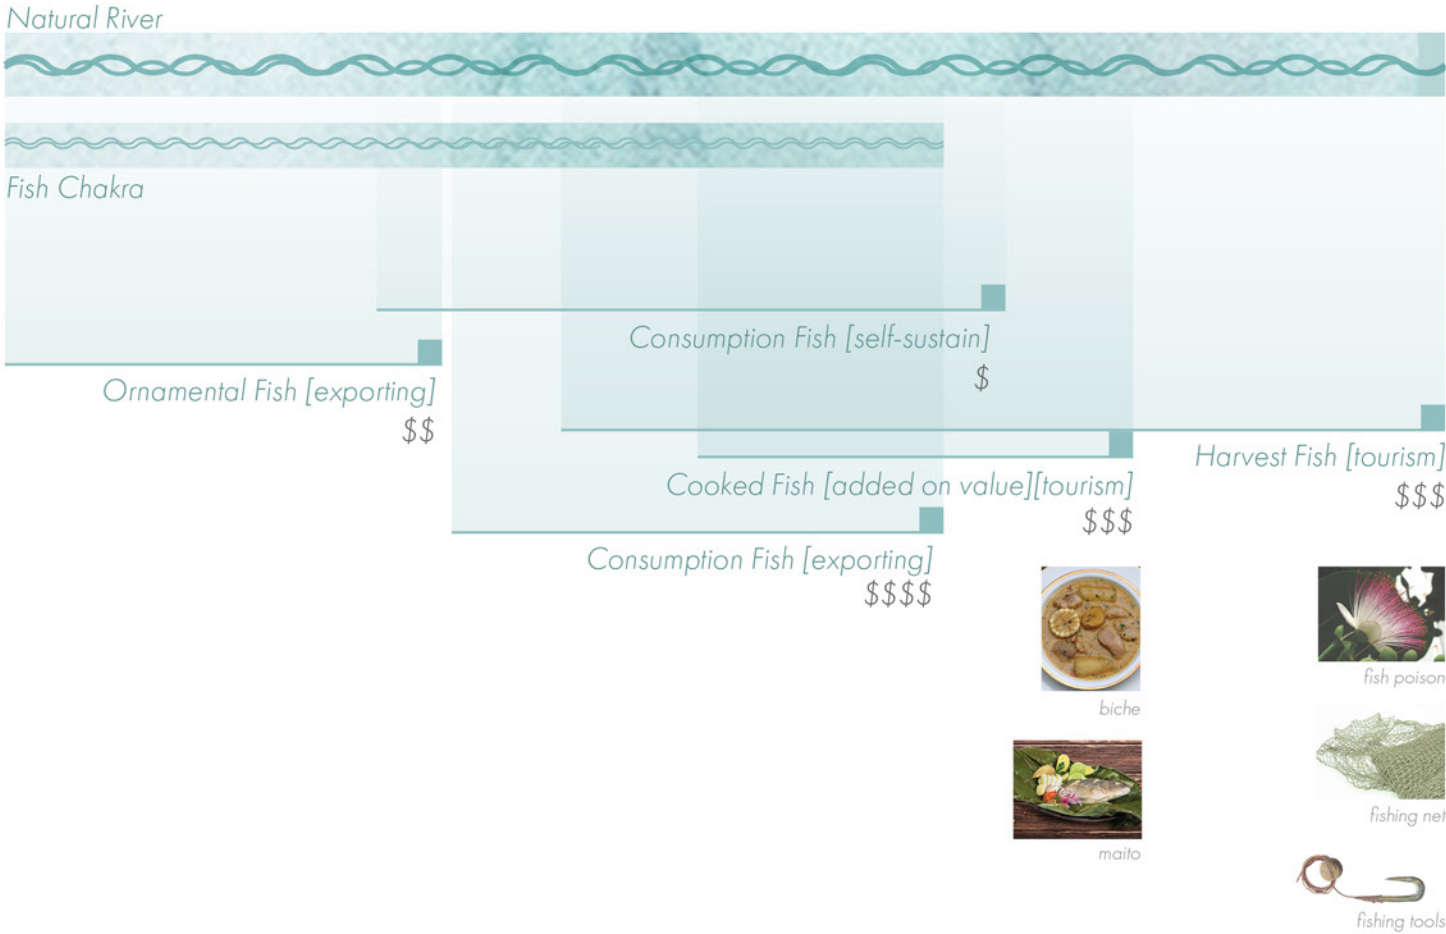 Natural River
Fish Chakra
Consumption Fish [self-sustain]
$
Ornamental Fish [exporting]
$$
Harvest Fish [tourism]
$$$
Cooked Fish [added on value][tourism]
$$$
Consumption Fish [exporting]
$$$$
biche
maito
fish poison
fishing net
fishing tools